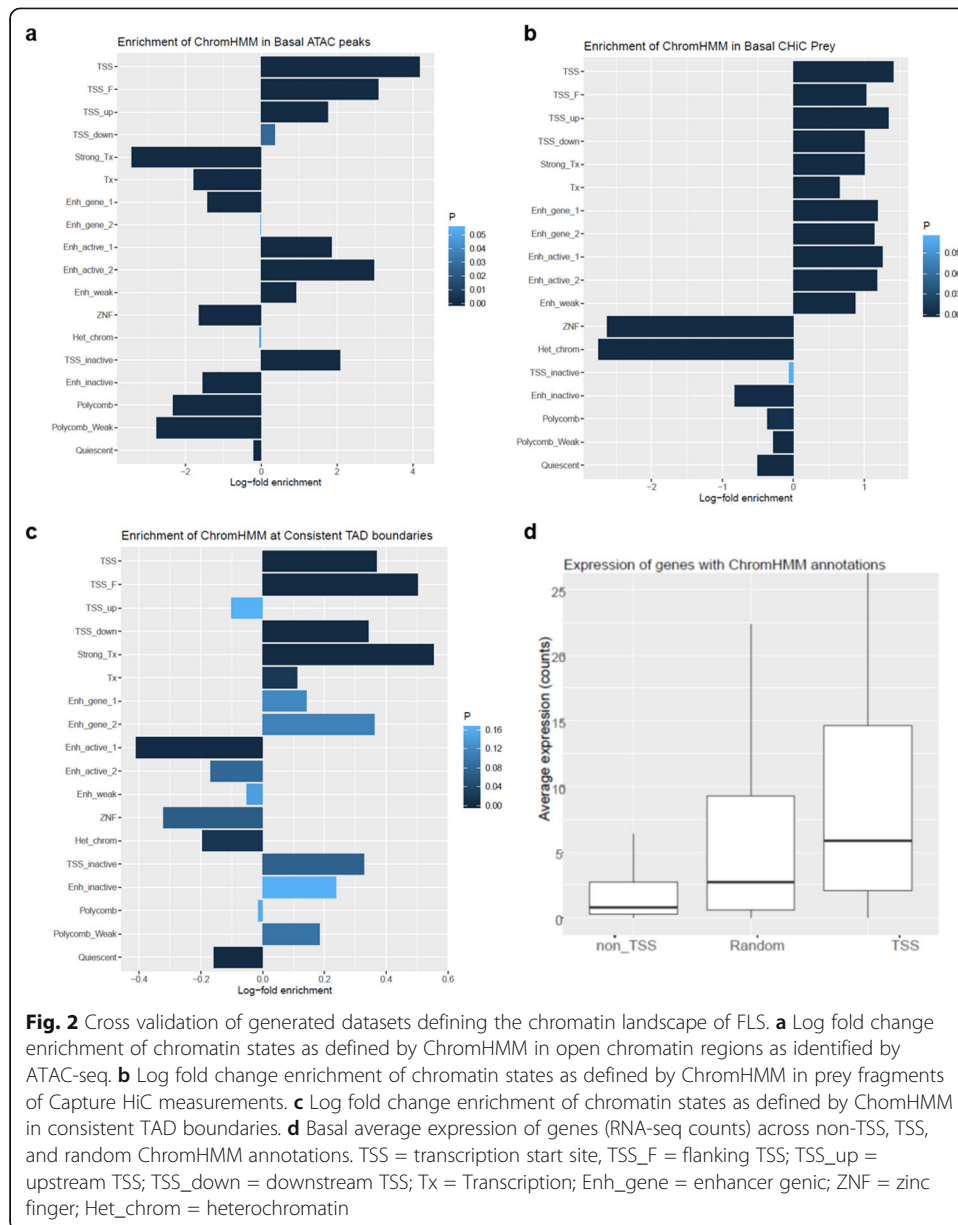 a
Enrichment of ChromHMM in Basal ATAC peaks
TSS
TSS_F
TSS_up
TSS_down
Strong_Tx
Tx
Enh_gene_1
Enh_gene_2
Enh_active_1
Enh_active_2
Enh_weak
ZNF
Het_chrom
TSS_inactive
Enh_inactive
Polycomb
Polycomb_Weak
Quiescent
−2 0 2 4
Log-fold enrichment
P
0.05
0.04
0.03
0.02
0.01
0.00
b
Enrichment of ChromHMM in Basal CHiC Prey
TSS
TSS_F
TSS_up
TSS_down
Strong_Tx
Tx
Enh_gene_1
Enh_gene_2
Enh_active_1
Enh_active_2
Enh_weak
ZNF
Het_chrom
TSS_inactive
Enh_inactive
Polycomb
Polycomb_Weak
Quiescent
−2 −1 0 1
Log-fold enrichment
P
0.09
0.06
0.03
0.00
c
Enrichment of ChromHMM at Consistent TAD boundaries
TSS
TSS_F
TSS_up
TSS_down
Strong_Tx
Tx
Enh_gene_1
Enh_gene_2
Enh_active_1
Enh_active_2
Enh_weak
ZNF
Het_chrom
TSS_inactive
Enh_inactive
Polycomb
Polycomb_Weak
Quiescent
−0.4 −0.2 0.0 0.2 0.4 0.6
Log-fold enrichment
P
0.16
0.12
0.08
0.04
0.00
d
Expression of genes with ChromHMM annotations
Average expression (counts)
25
20
15
10
5
0
non_TSS Random TSS
Fig. 2 Cross validation of generated datasets defining the chromatin landscape of FLS. a Log fold change
enrichment of chromatin states as defined by ChromHMM in open chromatin regions as identified by
ATAC-seq. b Log fold change enrichment of chromatin states as defined by ChromHMM in prey fragments
of Capture HiC measurements. c Log fold change enrichment of chromatin states as defined by ChomHMM
in consistent TAD boundaries. d Basal average expression of genes (RNA-seq counts) across non-TSS, TSS,
and random ChromHMM annotations. TSS = transcription start site, TSS_F = flanking TSS; TSS_up =
upstream TSS; TSS_down = downstream TSS; Tx = Transcription; Enh_gene = enhancer genic; ZNF = zinc
finger; Het_chrom = heterochromatin